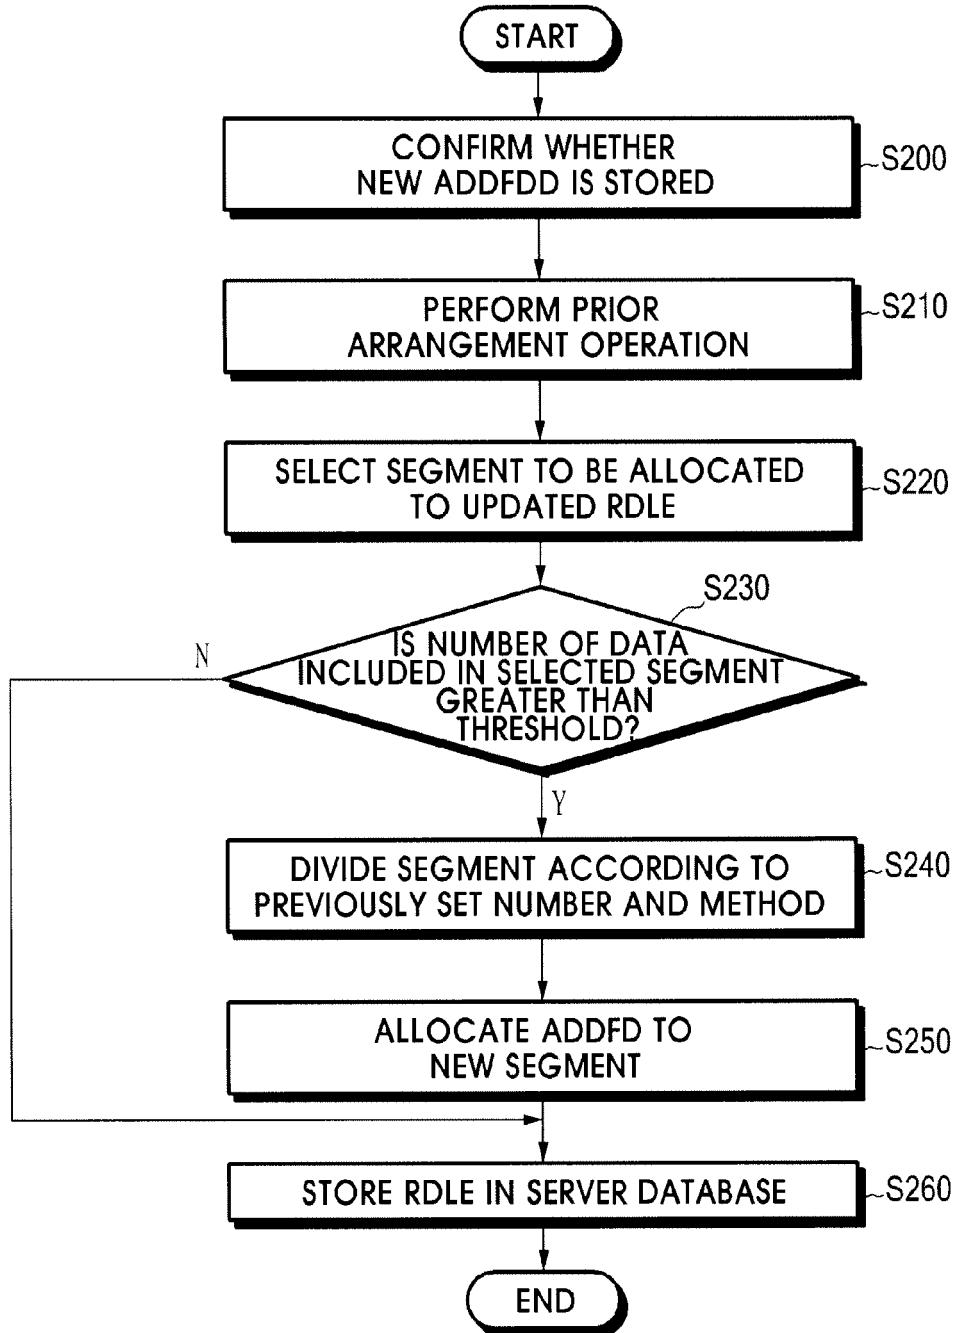 START
CONFIRM WHETHER
NEW ADDFDD IS STORED
S200
PERFORM PRIOR
ARRANGEMENT OPERATION
S210
SELECT SEGMENT TO BE ALLOCATED
TO UPDATED RDLE
S220
S230
N
IS NUMBER OF DATA
INCLUDED IN SELECTED SEGMENT
GREATER THAN
THRESHOLD?
Y
DIVIDE SEGMENT ACCORDING TO
PREVIOUSLY SET NUMBER AND METHOD
S240
ALLOCATE ADDFD TO
NEW SEGMENT
S250
STORE RDLE IN SERVER DATABASE
S260
END